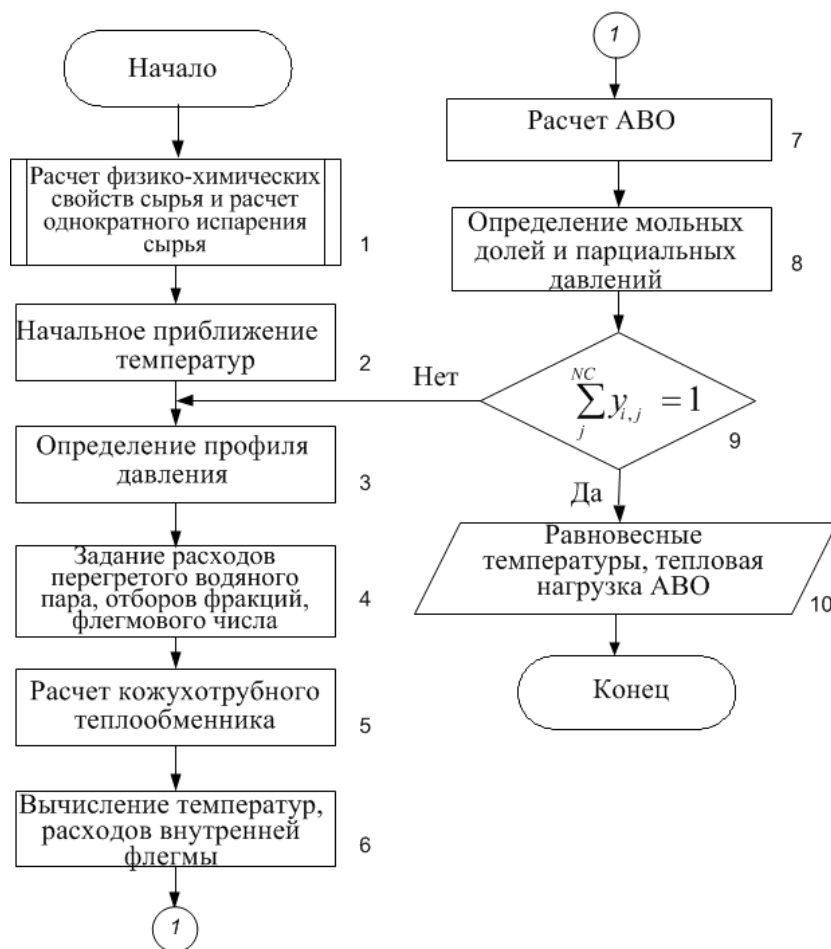 Начало
Расчет физико-химических
свойств сырья и расчет
однократного испарения
сырья
1
Начальное приближение
температур
2
Определение профиля
давления
3
Задание расходов
перегретого водяного
пара, отборов фракций,
флегмового числа
4
Расчет кожухотрубного
теплообменника
5
Вычисление температур,
расходов внутренней
флегмы
6
1
1
Расчет АВО
7
Определение мольных
долей и парциальных
давлений
8
Нет
∑_{j}^{NC} y_{i,j} = 1
9
Да
Равновесные
температуры, тепловая
нагрузка АВО
10
Конец